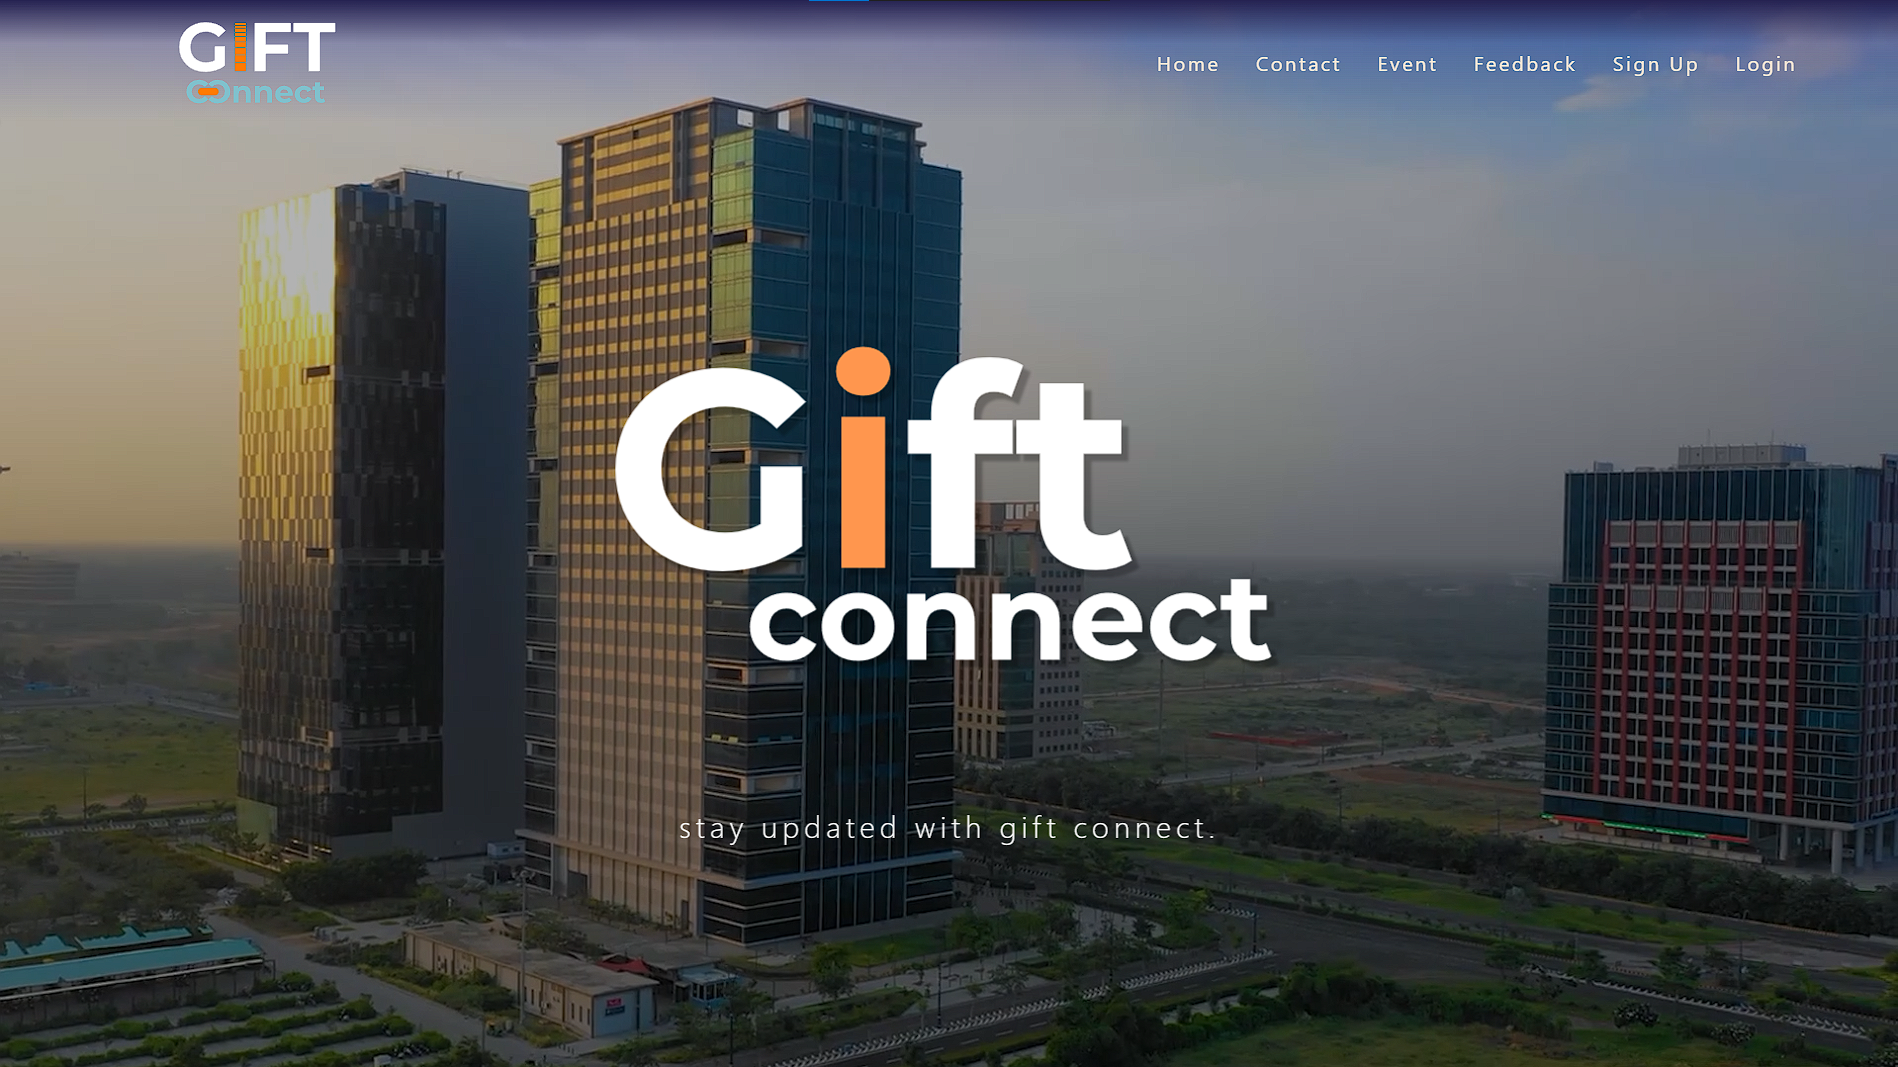 GIFT
connect
Home
Contact
Event
Feedback
Sign Up
Login
Gift
connect
stay updated with gift connect.